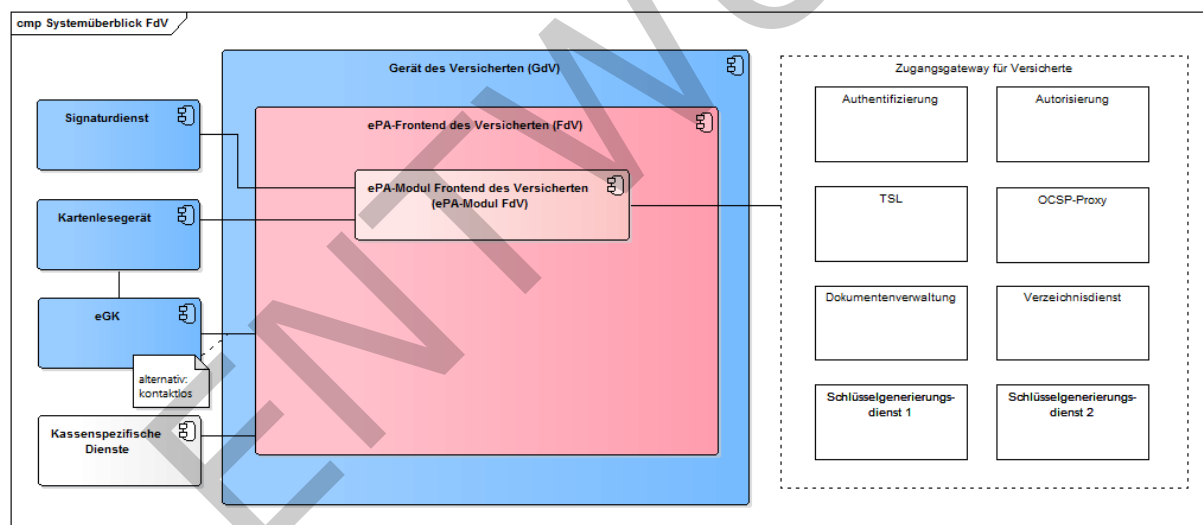 cmp Systemüberblick FdV
Gerät des Versicherten (GdV)
ePA-Frontend des Versicherten (FdV)
ePA-Modul Frontend des Versicherten
(ePA-Modul FdV)
Signaturdienst
Kartenlesegerät
eGK
alternativ:
kontaktlos
Kassenspezifische
Dienste
Zugangsgateway für Versicherte
Authentifizierung
Autorisierung
TSL
OCSP-Proxy
Dokumentenverwaltung
Verzeichnisdienst
Schlüsselgenerierungs-
dienst 1
Schlüsselgenerierungs-
dienst 2